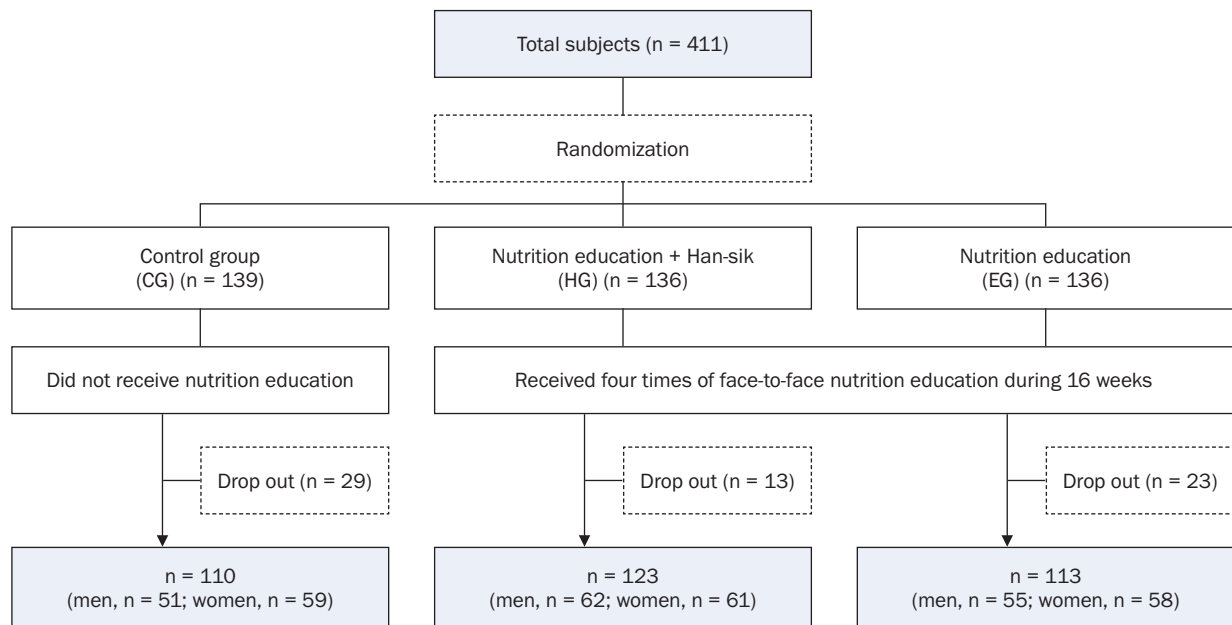 Total subjects (n = 411)
Randomization
Control group
(CG) (n = 139)
Nutrition education + Han-sik
(HG) (n = 136)
Nutrition education
(EG) (n = 136)
Did not receive nutrition education
Received four times of face-to-face nutrition education during 16 weeks
Drop out (n = 29)
Drop out (n = 13)
Drop out (n = 23)
n = 110
(men, n = 51; women, n = 59)
n = 123
(men, n = 62; women, n = 61)
n = 113
(men, n = 55; women, n = 58)